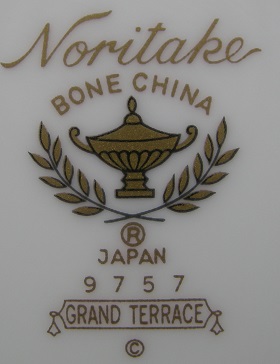 Noritake
BONE CHINA
®
JAPAN
9757
GRAND TERRACE
©